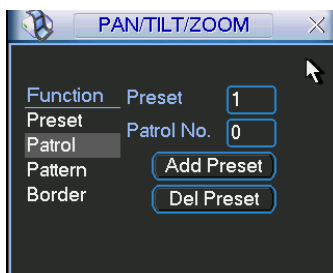 PAN/TILT/ZOOM
Function
Preset
Patrol
Pattern
Border
Preset 1
Patrol No. 0
Add Preset
Del Preset